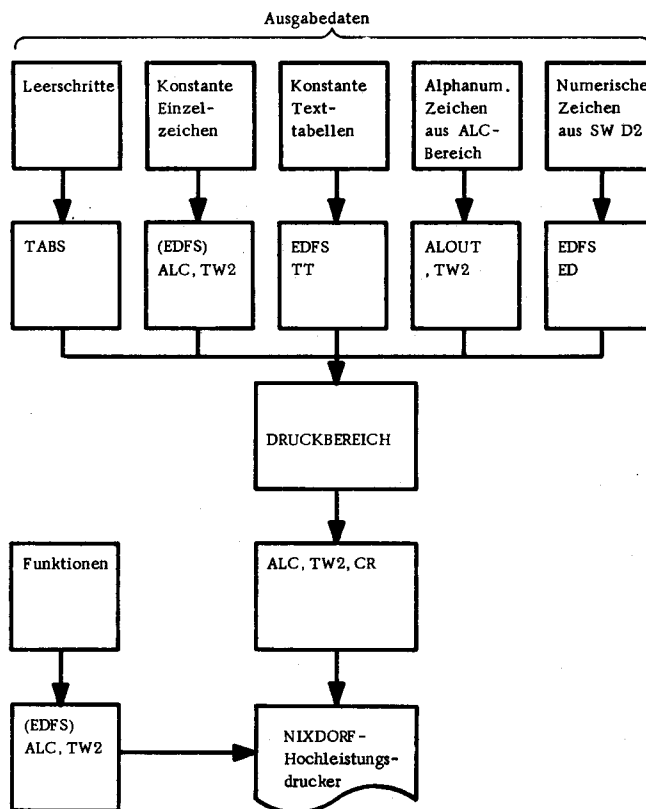 Ausgabedaten
Leerschritte
Konstante
Einzel-
zeichen
Konstante
Text-
tabellen
Alphanum.
Zeichen
aus ALC-
Bereich
Numerische
Zeichen
aus SW D2
TABS
(EDFS)
ALC, TW2
EDFS
TT
ALOUT
, TW2
EDFS
ED
DRUCKBEREICH
Funktionen
ALC, TW2, CR
(EDFS)
ALC, TW2
NIXDORF-
Hochleistungs-
drucker